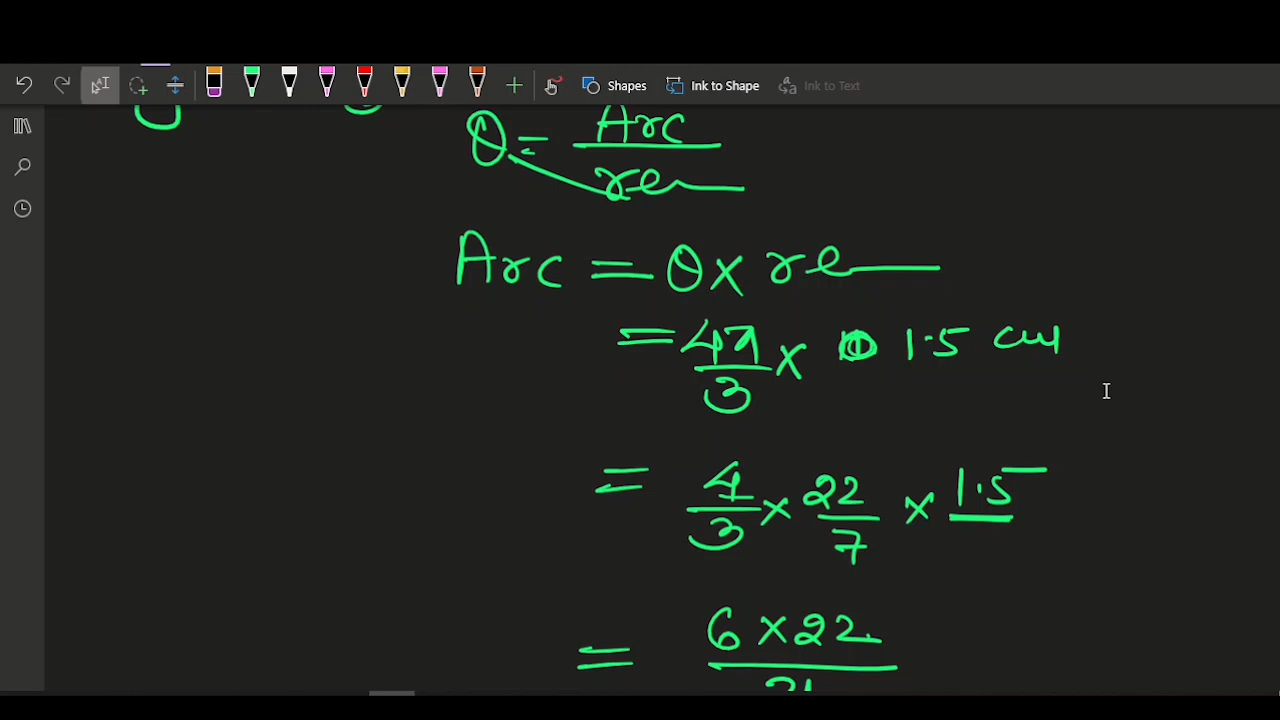 Shapes Ink to Shape Ink to Text
θ = Arc / re
Arc = θ × re
= 4π/3 × 1.5 cm
= 4/3 × 22/7 × 1.5
= 6 × 22 / 21